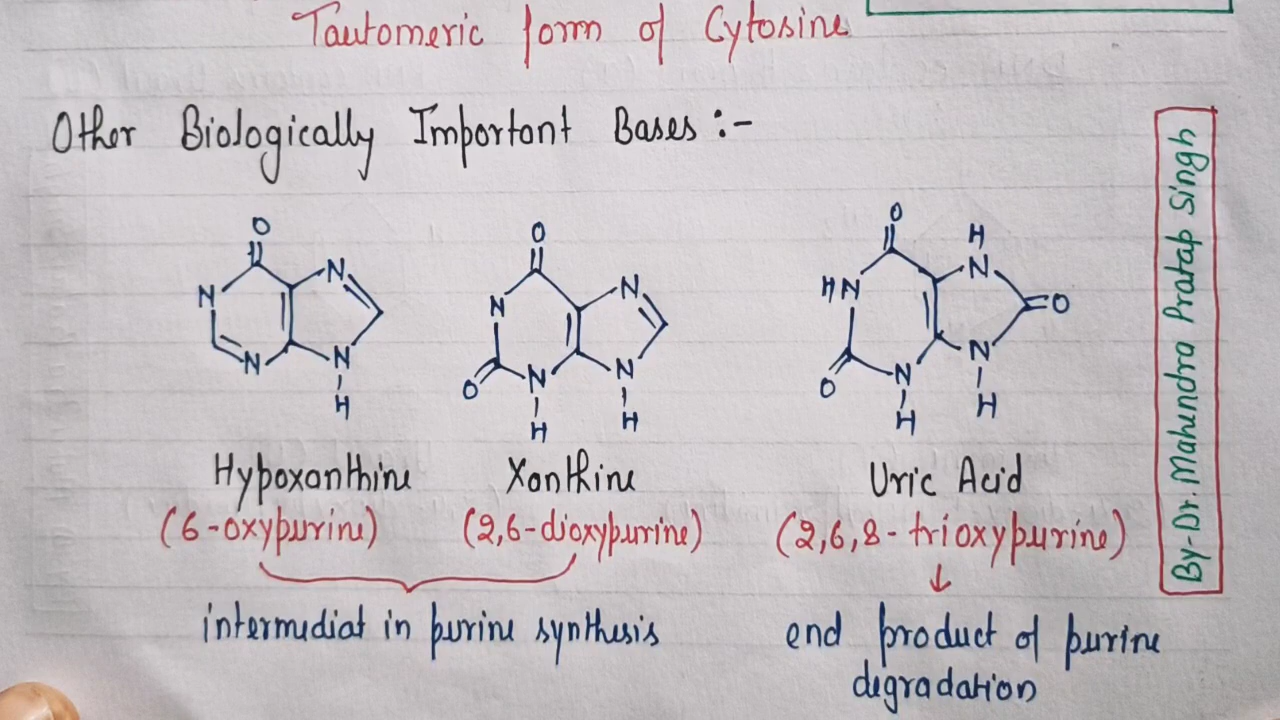 Tautomeric form of Cytosine
Other Biologically Important Bases :-
O
N
N
N
N
H
Hypoxanthine
(6-oxypurine)
O
N
N
O
N
N
H
H
Xanthine
(2,6-dioxypurine)
intermediat in purine synthesis
O
H
HN
N
O
O
N
N
H
H
Uric Acid
(2,6,8-trioxypurine)
↓
end product of purine
degradation
By-Dr. Mahendra Pratap Singh